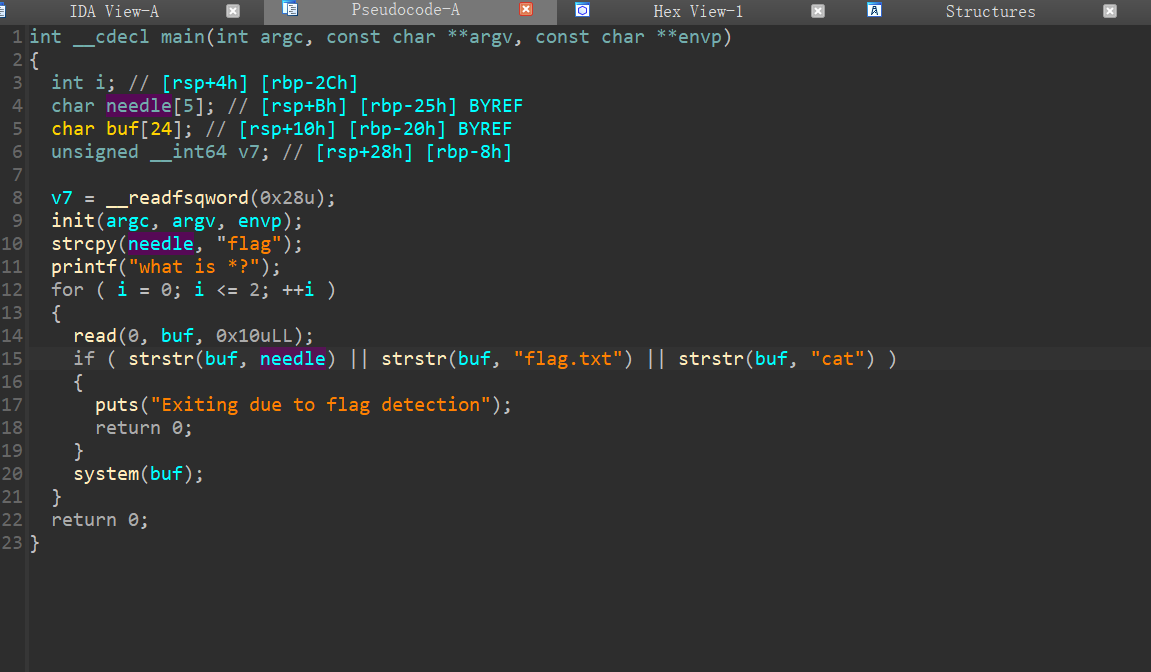 IDA View-A Pseudocode-A Hex View-1 Structures
1 int __cdecl main(int argc, const char **argv, const char **envp)
2 {
3   int i; // [rsp+4h] [rbp-2Ch]
4   char needle[5]; // [rsp+Bh] [rbp-25h] BYREF
5   char buf[24]; // [rsp+10h] [rbp-20h] BYREF
6   unsigned __int64 v7; // [rsp+28h] [rbp-8h]
7
8   v7 = __readfsqword(0x28u);
9   init(argc, argv, envp);
10   strcpy(needle, "flag");
11   printf("what is *?");
12   for ( i = 0; i <= 2; ++i )
13   {
14     read(0, buf, 0x10uLL);
15     if ( strstr(buf, needle) || strstr(buf, "flag.txt") || strstr(buf, "cat") )
16     {
17       puts("Exiting due to flag detection");
18       return 0;
19     }
20     system(buf);
21   }
22   return 0;
23 }